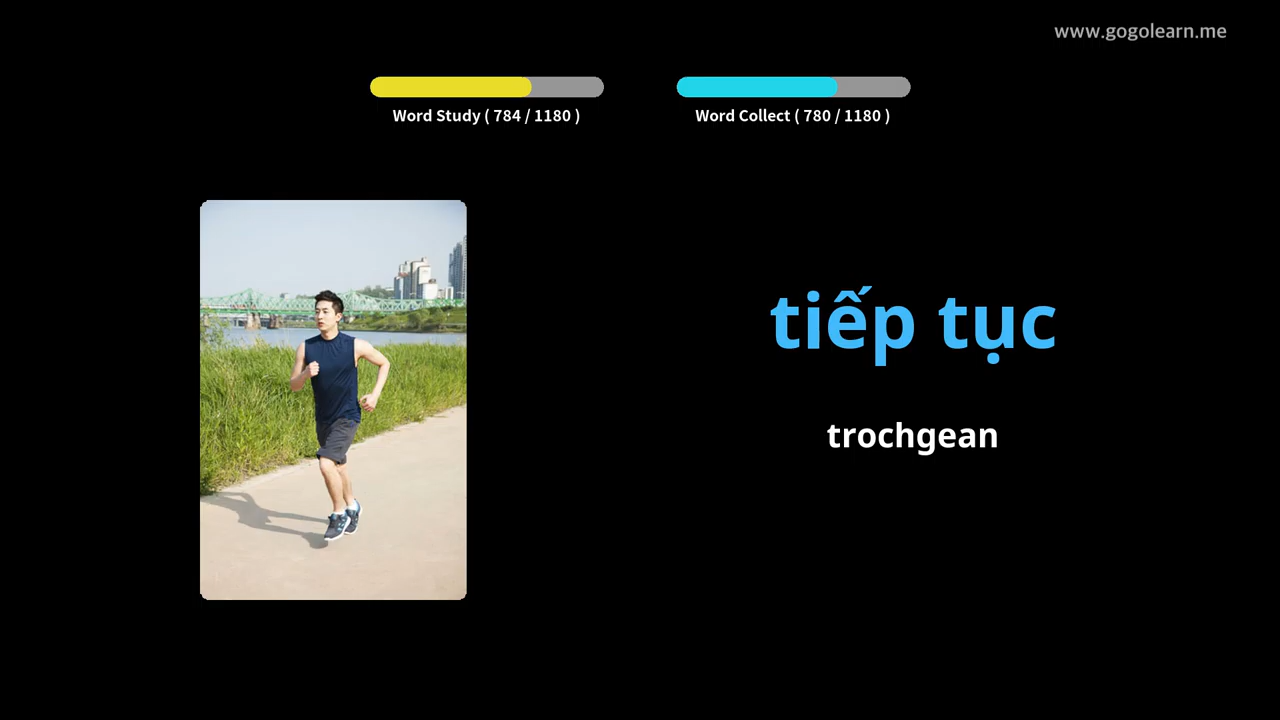 www.gogolearn.me
Word Study ( 784 / 1180 )
Word Collect ( 780 / 1180 )
tiếp tục
trochgean